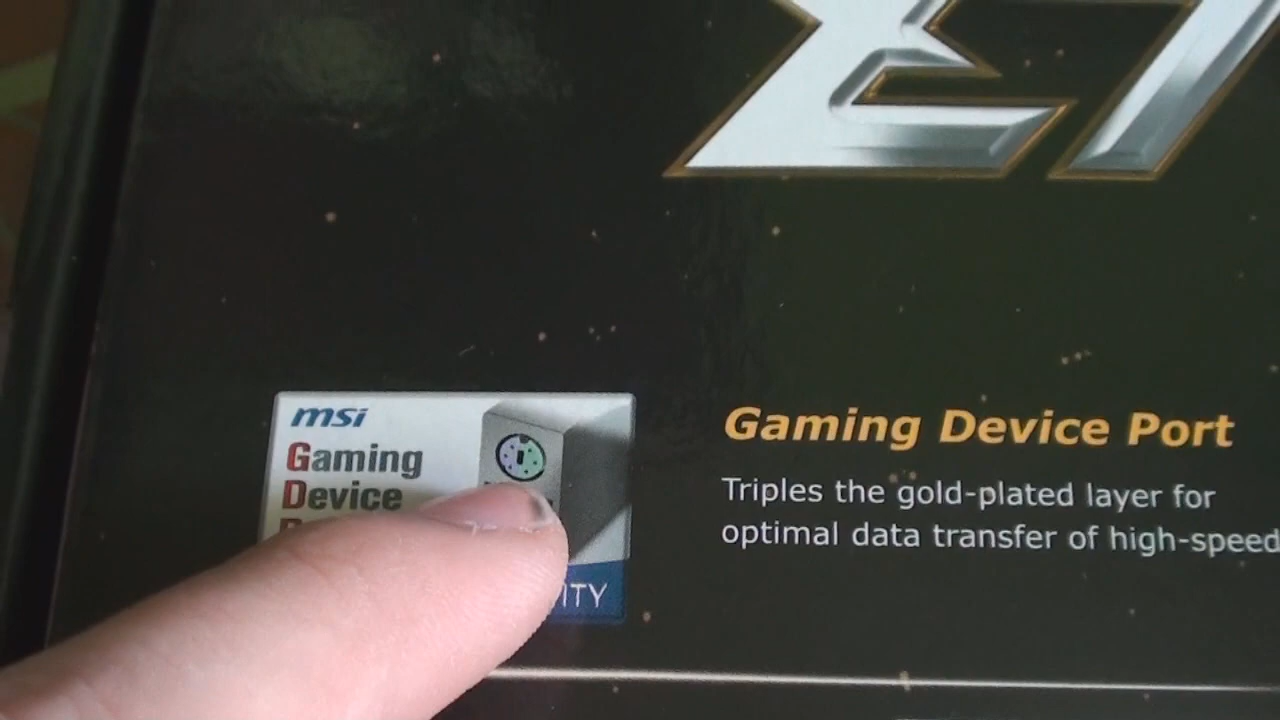 msi
Gaming
Device
ITY
Gaming Device Port
Triples the gold-plated layer for
optimal data transfer of high-speed